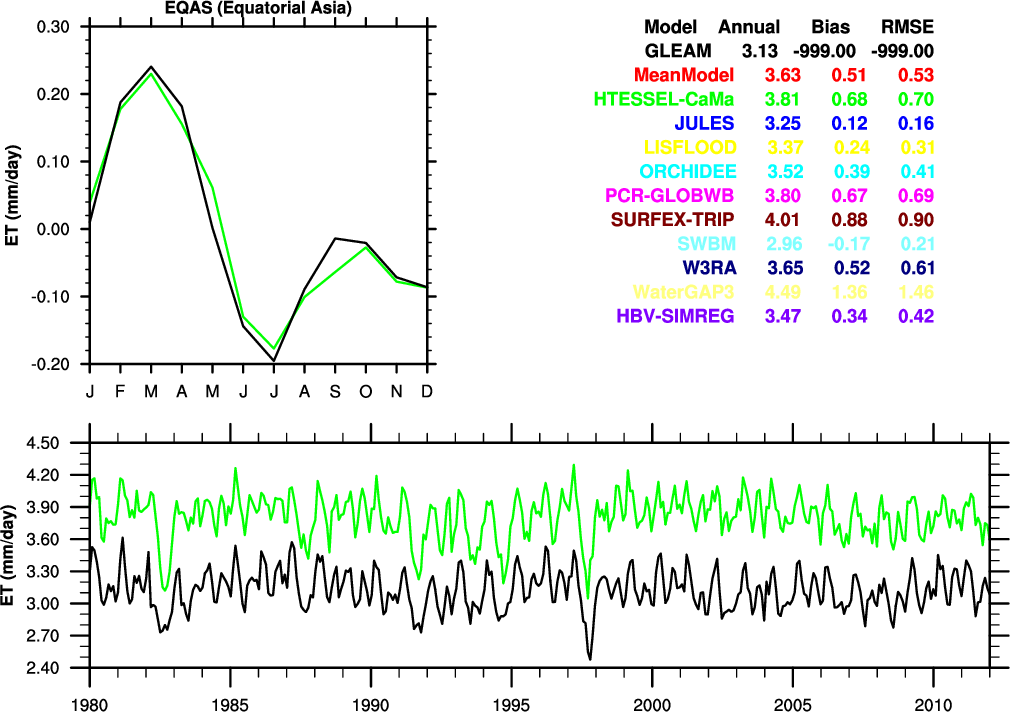 EQAS (Equatorial Asia)
0.30
0.20
0.10
0.00
-0.10
-0.20
ET (mm/day)
J F M A M J J A S O N D
Model Annual Bias RMSE
GLEAM 3.13 -999.00 -999.00
MeanModel 3.63 0.51 0.53
HTESSEL-CaMa 3.81 0.68 0.70
JULES 3.25 0.12 0.16
LISFLOOD 3.37 0.24 0.31
ORCHIDEE 3.52 0.39 0.41
PCR-GLOBWB 3.80 0.67 0.69
SURFEX-TRIP 4.01 0.88 0.90
SWBM 2.96 -0.17 0.21
W3RA 3.65 0.52 0.61
WaterGAP3 4.49 1.36 1.46
HBV-SIMREG 3.47 0.34 0.42
4.50
4.20
3.90
3.60
3.30
3.00
2.70
2.40
ET (mm/day)
1980 1985 1990 1995 2000 2005 2010